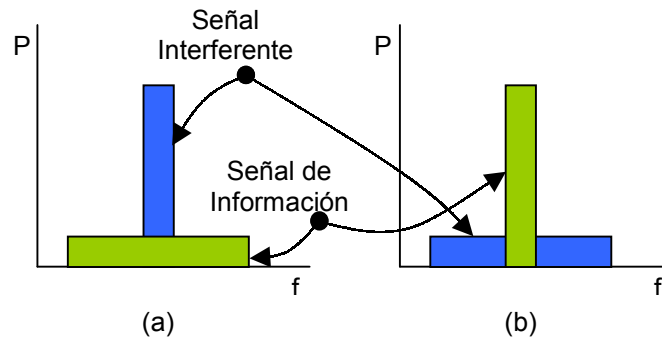 Señal
Interferente
P
P
Señal de
Información
f
f
(a)
(b)